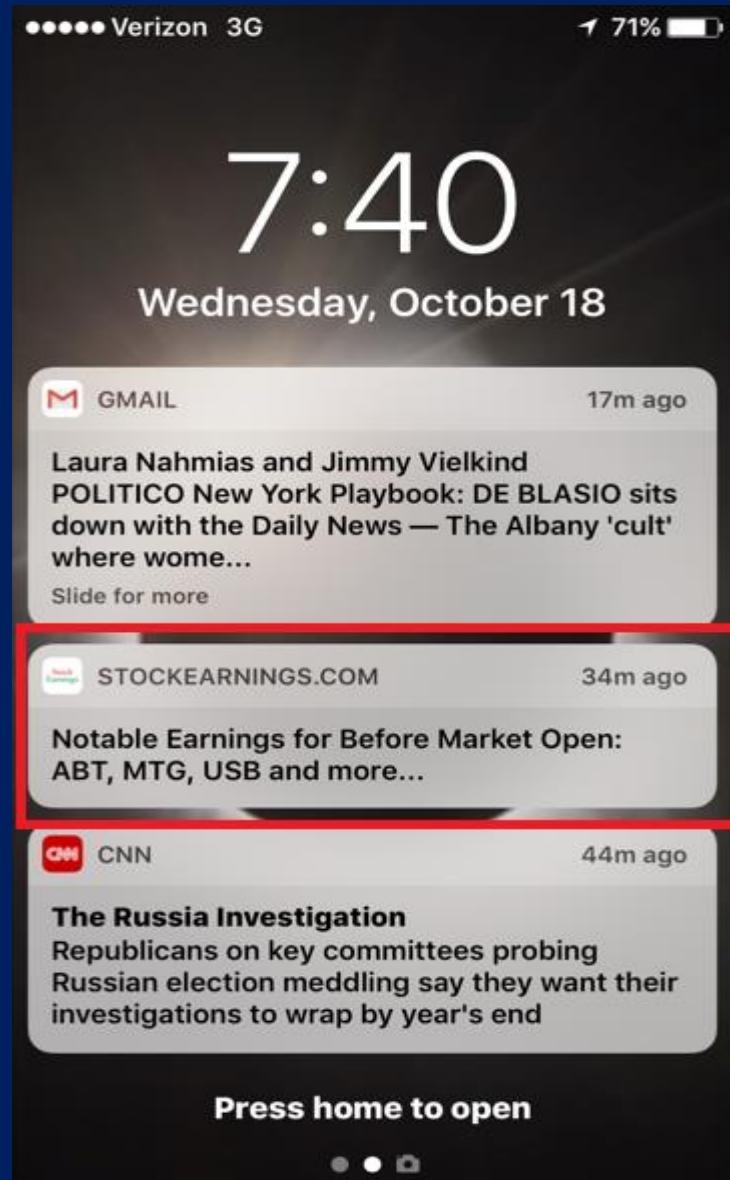 Verizon 3G 71%
7:40
Wednesday, October 18
GMAIL 17m ago
Laura Nahmias and Jimmy Vielkind
POLITICO New York Playbook: DE BLASIO sits
down with the Daily News — The Albany 'cult'
where wome...
Slide for more
STOCKEARNINGS.COM 34m ago
Notable Earnings for Before Market Open:
ABT, MTG, USB and more...
CNN CNN 44m ago
The Russia Investigation
Republicans on key committees probing
Russian election meddling say they want their
investigations to wrap by year's end
Press home to open